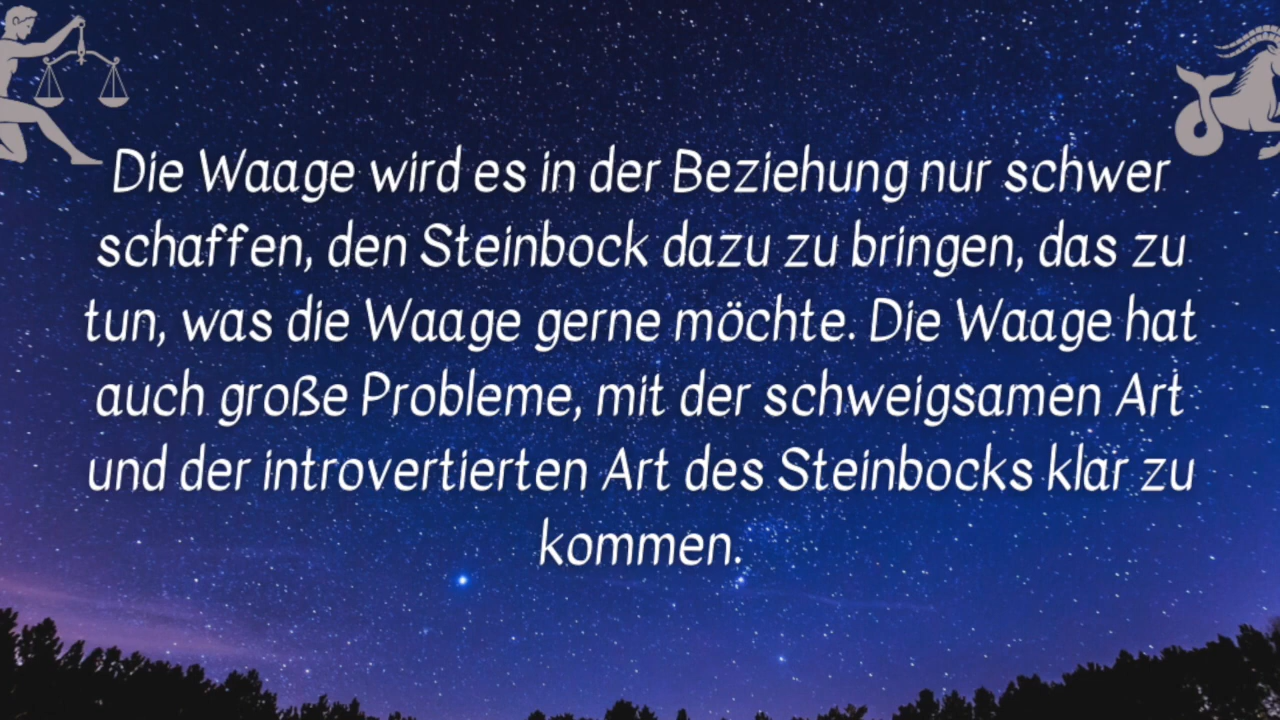 Die Waage wird es in der Beziehung nur schwer
schaffen, den Steinbock dazu zu bringen, das zu
tun, was die Waage gerne möchte. Die Waage hat
auch große Probleme, mit der schweigsamen Art
und der introvertierten Art des Steinbocks klar zu
kommen.